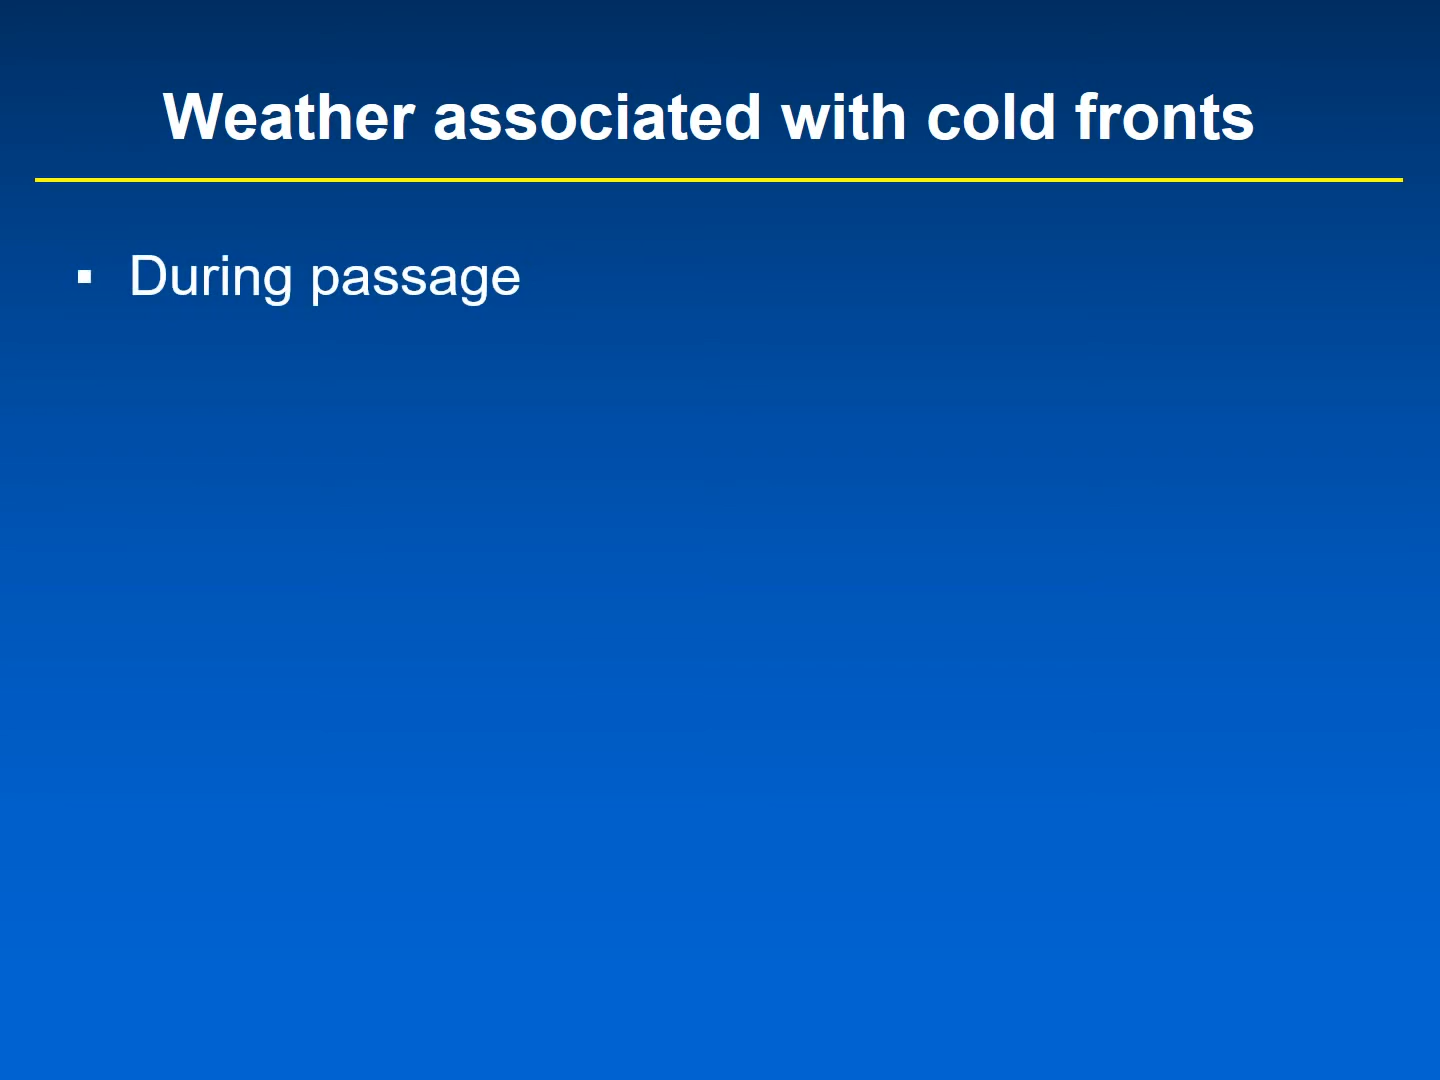 Weather associated with cold fronts
▪ During passage